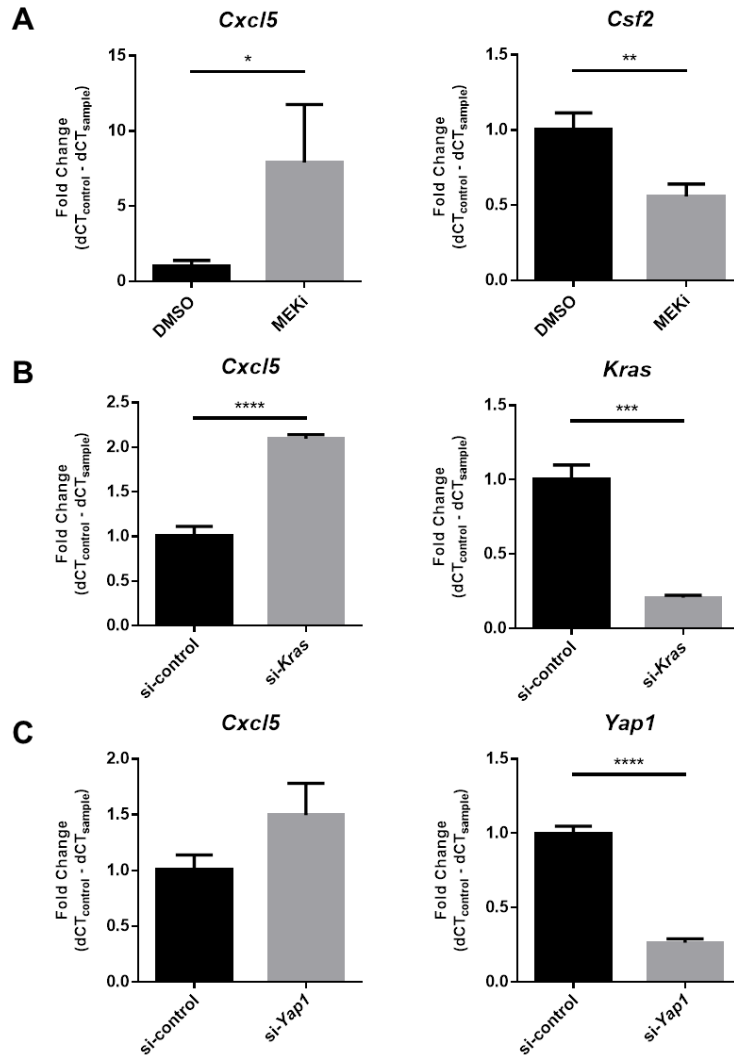 A
Cxcl5
Fold Change
(dCTcontrol - dCTsample)
15
10
5
0
*
DMSO
MEKi
Csf2
Fold Change
(dCTcontrol - dCTsample)
1.5
1.0
0.5
0.0
**
DMSO
MEKi
B
Cxcl5
Fold Change
(dCTcontrol - dCTsample)
2.5
2.0
1.5
1.0
0.5
0.0
****
si-control
si-Kras
Kras
Fold Change
(dCTcontrol - dCTsample)
1.5
1.0
0.5
0.0
***
si-control
si-Kras
C
Cxcl5
Fold Change
(dCTcontrol - dCTsample)
2.0
1.5
1.0
0.5
0.0
si-control
si-Yap1
Yap1
Fold Change
(dCTcontrol - dCTsample)
1.5
1.0
0.5
0.0
****
si-control
si-Yap1